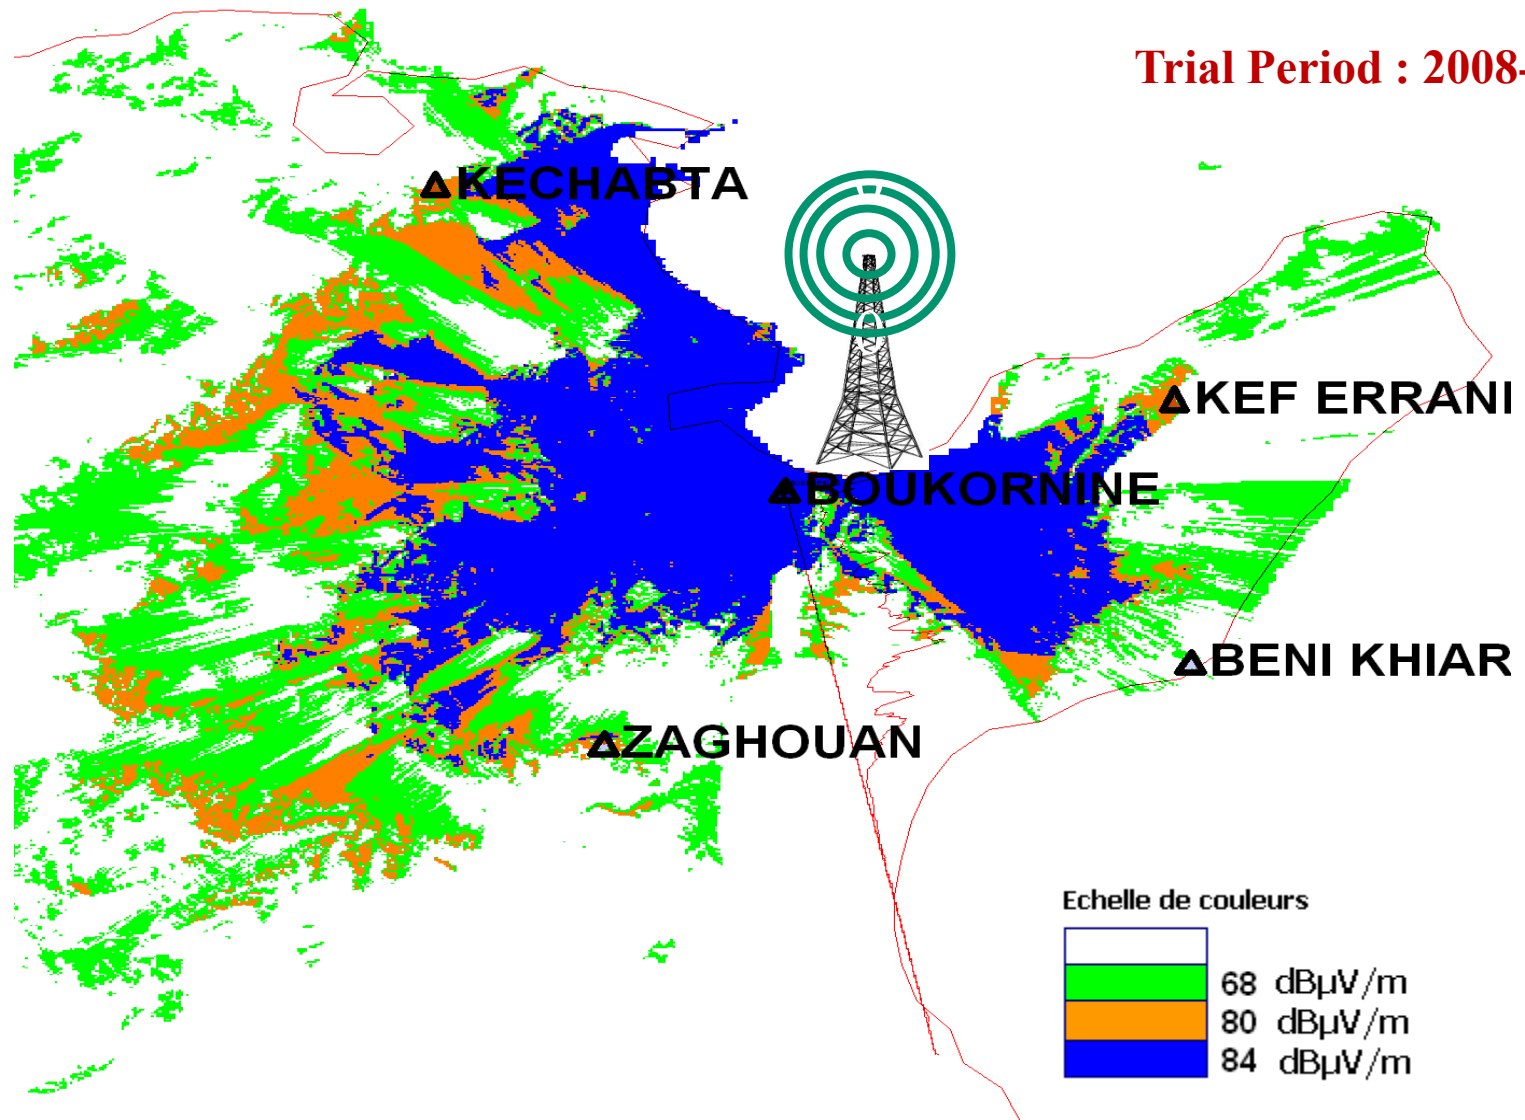 Trial Period : 2008-
KECHABTA
KEF ERRANI
BOUKORNINE
BENI KHIAR
ZAGHOUAN
Echelle de couleurs
68 dBµV/m
80 dBµV/m
84 dBµV/m